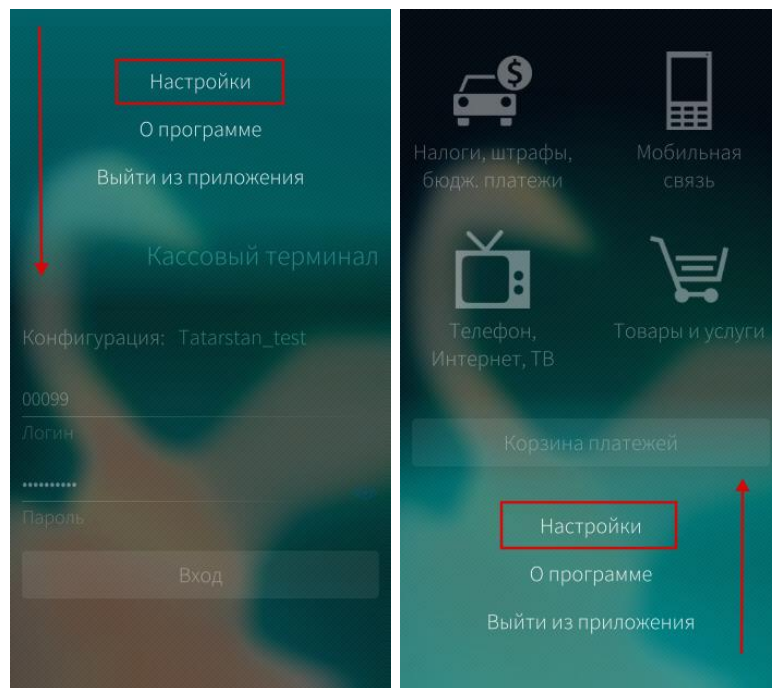 Настройки
О программе
Выйти из приложения
Кассовый терминал
Конфигурация: Tatarstan_test
00099
Логин
••••••••••
Пароль
Вход
$
Налоги, штрафы,
бюдж. платежи
Мобильная
связь
Телефон,
Интернет, ТВ
Товары и услуги
Корзина платежей
Настройки
О программе
Выйти из приложения